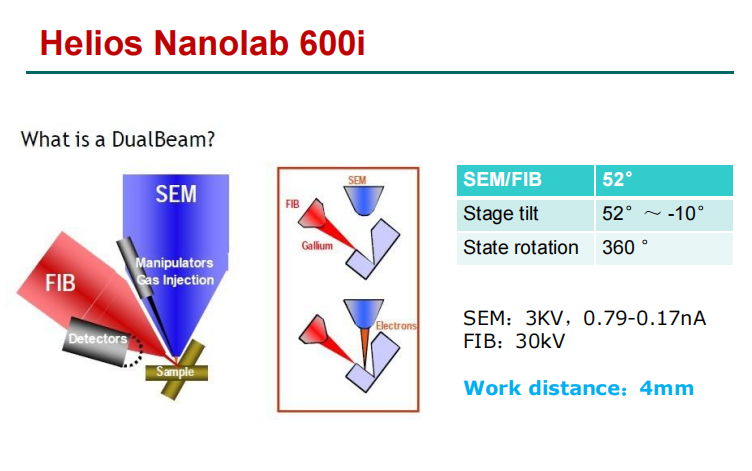 Helios Nanolab 600i
What is a DualBeam?
SEM
Manipulators
Gas Injection
FIB
Detectors
Sample
SEM
FIB
Gallium
Electrons
SEM/FIB 52°
Stage tilt 52° ～ -10°
State rotation 360 °
SEM：3KV，0.79-0.17nA
FIB：30kV
Work distance：4mm